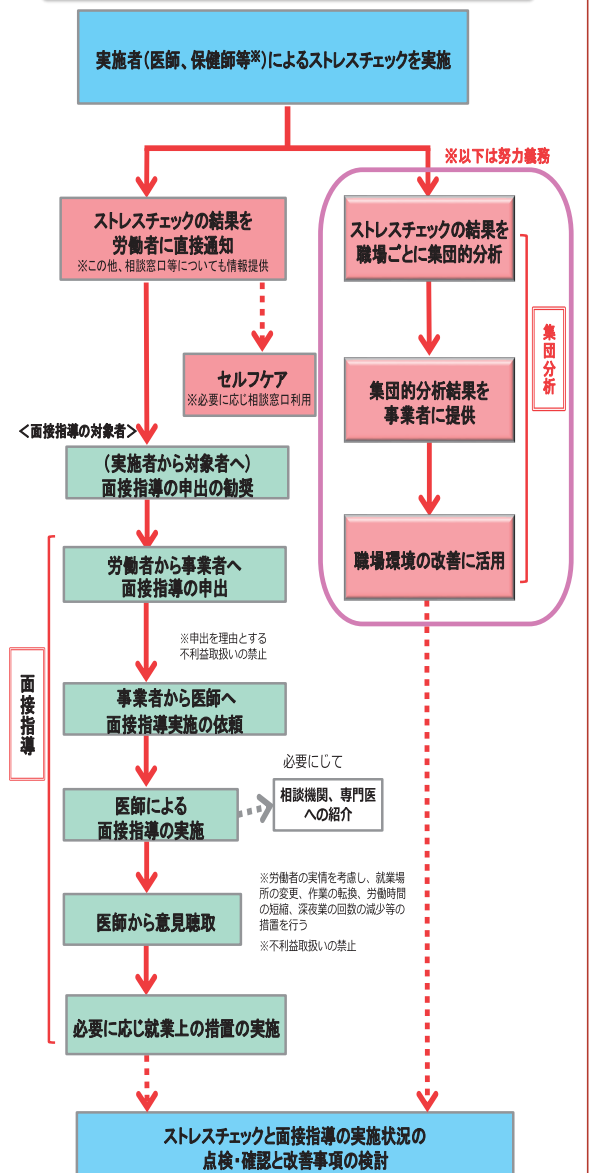 実施者(医師、保健師等※)によるストレスチェックを実施
※以下は努力義務
ストレスチェックの結果を
労働者に直接通知
※この他、相談窓口等についても情報提供
ストレスチェックの結果を
職場ごとに集団的分析
集団分析
セルフケア
※必要に応じ相談窓口利用
集団的分析結果を
事業者に提供
＜面接指導の対象者＞
(実施者から対象者へ)
面接指導の申出の勧奨
職場環境の改善に活用
労働者から事業者へ
面接指導の申出
※申出を理由とする
不利益取扱いの禁止
面接指導
事業者から医師へ
面接指導実施の依頼
必要にじて
医師による
面接指導の実施
相談機関、専門医
への紹介
※労働者の実情を考慮し、就業場
所の変更、作業の転換、労働時間
の短縮、深夜業の回数の減少等の
措置を行う
※不利益取扱いの禁止
医師から意見聴取
必要に応じ就業上の措置の実施
ストレスチェックと面接指導の実施状況の
点検・確認と改善事項の検討